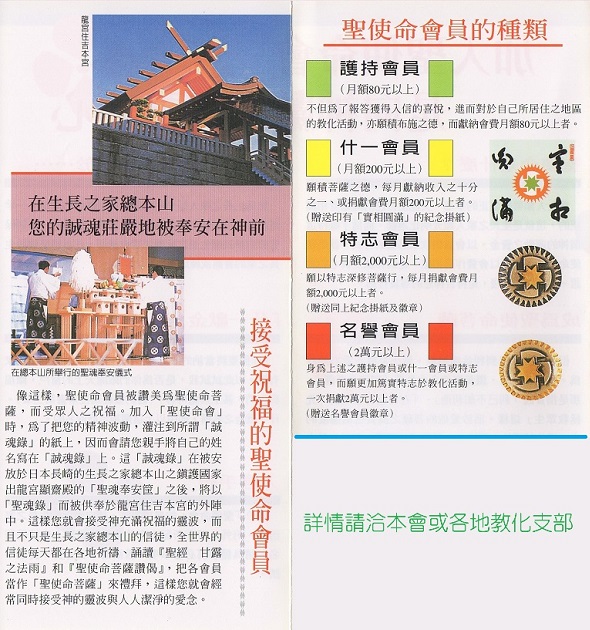 龍宮住吉本宮
在生長之家總本山
您的誠魂莊嚴地被奉安在神前
在總本山所舉行的聖魂奉安儀式
接受祝福的聖使命會員
像這樣，聖使命會員被讚美爲聖使命菩
薩，而受眾人之祝福。加入「聖使命會」
時，爲了把您的精神波動，灌注到所謂「誠
魂錄」的紙上，因而會請您親手將自己的姓
名寫在「誠魂錄」上。這「誠魂錄」在被安
放於日本長崎的生長之家總本山之鎮護國家
出龍宮顯齋殿的「聖魂奉安筐」之後，將以
「聖魂錄」而被供奉於龍宮住吉本宮的外陣
中。這樣您就會接受神充滿祝福的靈波，而
且不只是生長之家總本山的信徒，全世界的
信徒每天都在各地祈禱、誦讀『聖經　甘露
之法雨』和『聖使命菩薩讚偈』，把各會員
當作「聖使命菩薩」來禮拜，這樣您就會經
常同時接受神的靈波與人人潔淨的愛念。
聖使命會員的種類
護持會員
（月額80元以上）
不但爲了報答獲得入信的喜悅，進而對於自己所居住之地區
的教化活動，亦願積布施之德，而獻納會費月額80元以上者。
什一會員
（月額200元以上）
願積菩薩之德，每月獻納收入之十分
之一、或捐獻會費月額200元以上者。
（贈送印有「實相圓滿」的紀念掛紙）
特志會員
（月額2,000元以上）
願以特志深修菩薩行，每月捐獻會費月
額2,000元以上者。
（贈送同上紀念掛紙及徽章）
名譽會員
（2萬元以上）
身爲上述之護持會員或什一會員或特志
會員，而願更加篤實特志於教化活動，
一次捐獻2萬元以上者。
（贈送名譽會員徽章）
詳情請洽本會或各地教化支部